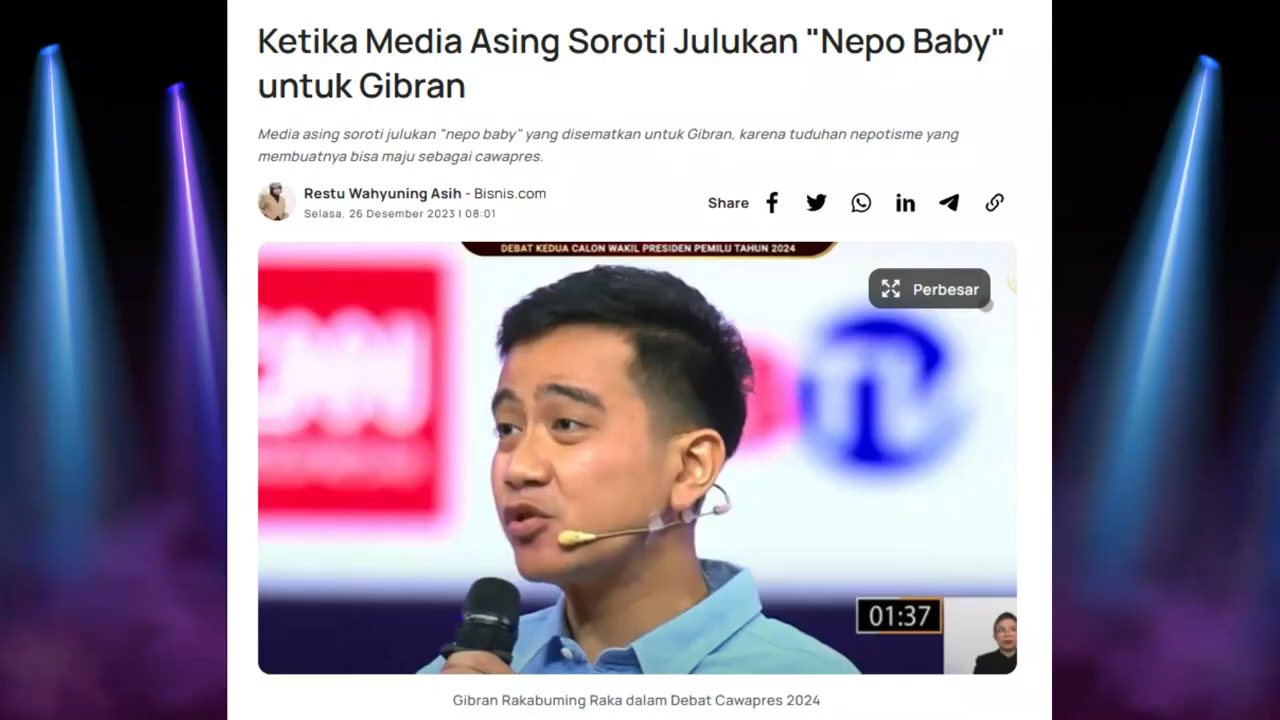 Ketika Media Asing Soroti Julukan "Nepo Baby"
untuk Gibran
Media asing soroti julukan "nepo baby" yang disematkan untuk Gibran, karena tuduhan nepotisme yang
membuatnya bisa maju sebagai cawapres.
Restu Wahyuning Asih - Bisnis.com
Selasa, 26 Desember 2023 | 08:01
Share
DEBAT KEDUA CALON WAKIL PRESIDEN PEMILU TAHUN 2024
Perbesar
01:37
Gibran Rakabuming Raka dalam Debat Cawapres 2024